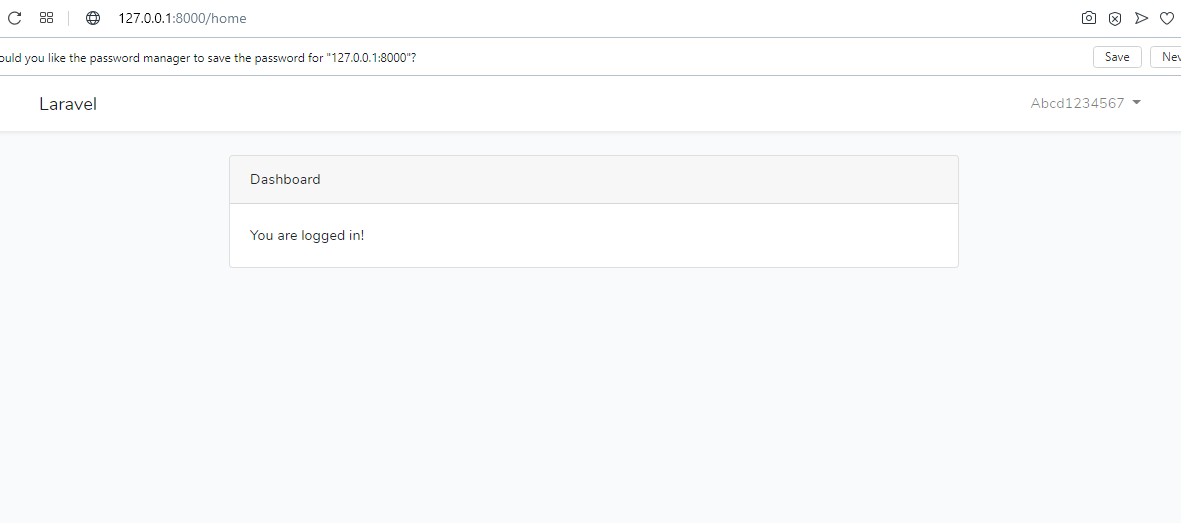 127.0.0.1:8000/home
ould you like the password manager to save the password for "127.0.0.1:8000"?
Save
Nev
Laravel
Abcd1234567
Dashboard
You are logged in!